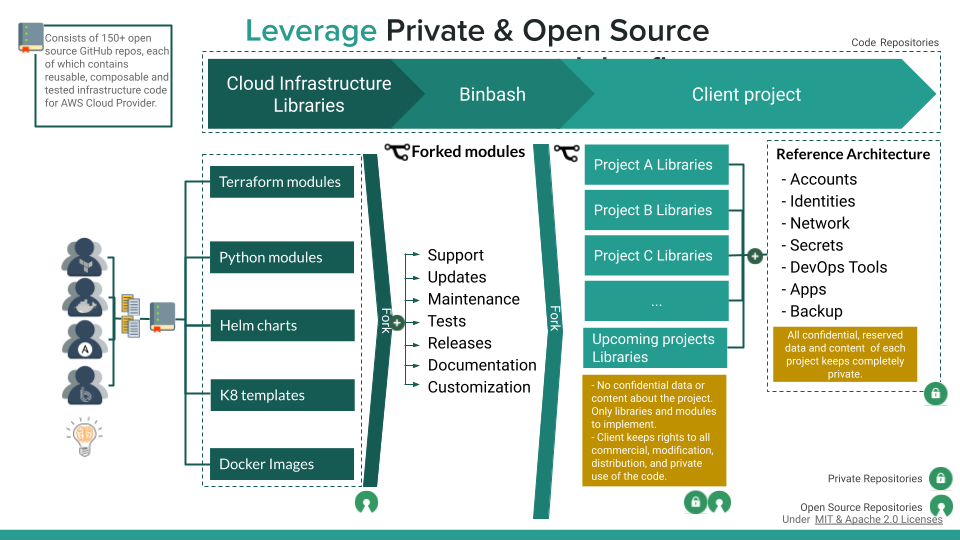 Leverage Private & Open Source
Code Repositories
Consists of 150+ open
source GitHub repos, each
of which contains
reusable, composable and
tested infrastructure code
for AWS Cloud Provider.
Cloud Infrastructure
Libraries
Binbash
Client project
Terraform modules
Python modules
Helm charts
K8 templates
Docker Images
A
Fork
Forked modules
Support
Updates
Maintenance
Tests
Releases
Documentation
Customization
Fork
Project A Libraries
Project B Libraries
Project C Libraries
...
Upcoming projects
Libraries
- No confidential data or
content about the project.
Only libraries and modules
to implement.
- Client keeps rights to all
commercial, modification,
distribution, and private
use of the code.
Reference Architecture
- Accounts
- Identities
- Network
- Secrets
- DevOps Tools
- Apps
- Backup
All confidential, reserved
data and content of each
project keeps completely
private.
Private Repositories
Open Source Repositories
Under MIT & Apache 2.0 Licenses